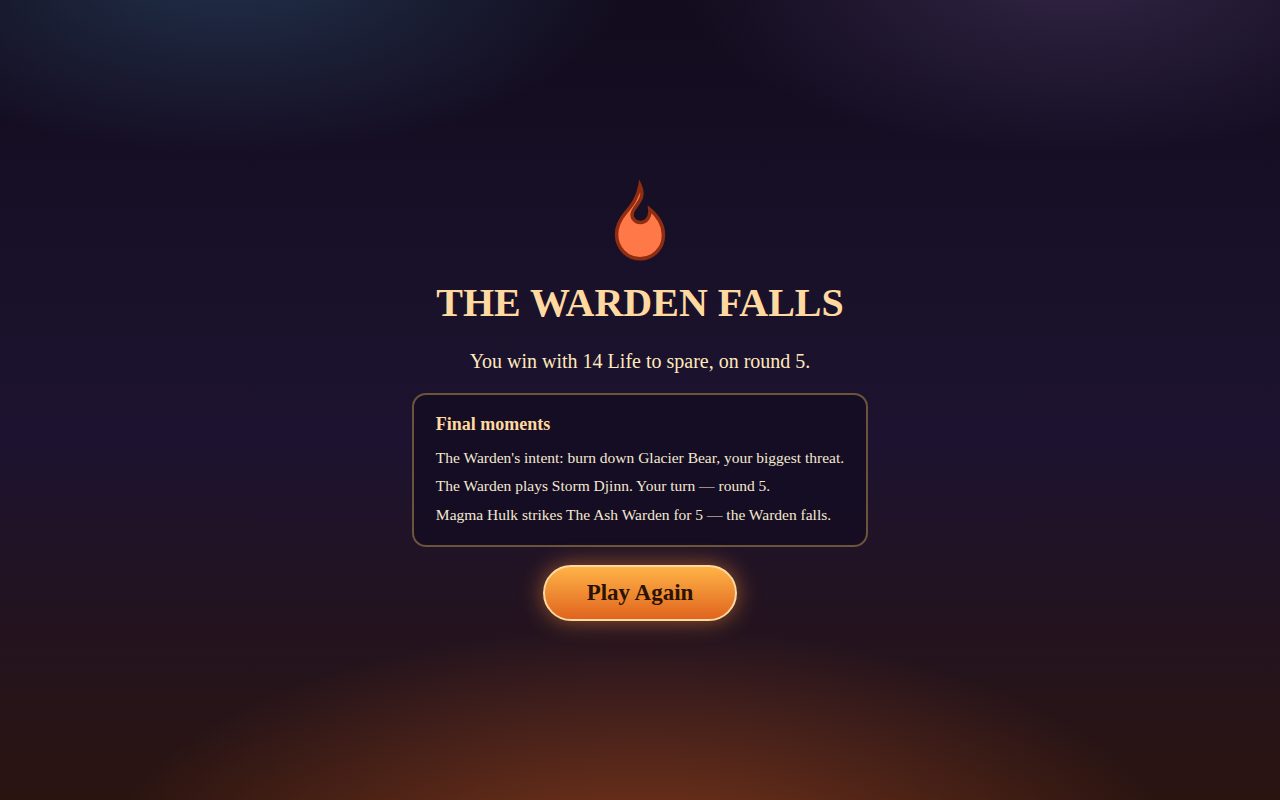 THE WARDEN FALLS
You win with 14 Life to spare, on round 5.
Final moments
The Warden's intent: burn down Glacier Bear, your biggest threat.
The Warden plays Storm Djinn. Your turn — round 5.
Magma Hulk strikes The Ash Warden for 5 — the Warden falls.
Play Again